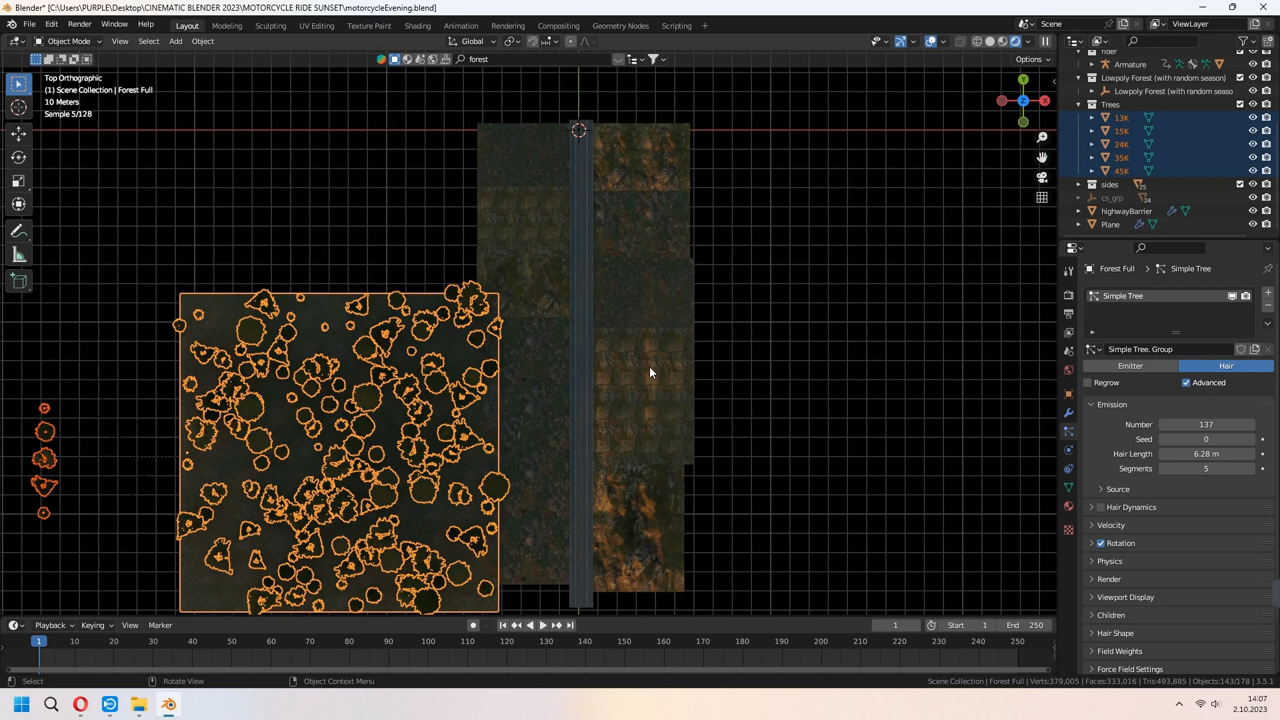 Blender* [C:\Users\PURPLE\Desktop\CINEMATIC BLENDER 2023\MOTORCYCLE RIDE SUNSET\motorcycleEvening.blend]
File Edit Render Window Help Layout Modeling Sculpting UV Editing Texture Paint Shading Animation Rendering Compositing Geometry Nodes Scripting + Scene ViewLayer
Object Mode View Select Add Object Global
forest Options
Top Orthographic
(1) Scene Collection | Forest Full
10 Meters
Sample 5/128
Y
X
Z
rider
Armature
Lowpoly Forest (with random season)
Lowpoly Forest (with random seaso
Trees
13K
15K
24K
35K
45K
sides 25
cs_grp 24
highwayBarrier
Plane
Forest Full > Simple Tree
Simple Tree
Simple Tree. Group
Emitter Hair
Regrow Advanced
Emission
Number 137
Seed 0
Hair Length 6.28 m
Segments 5
Source
Hair Dynamics
Velocity
Rotation
Physics
Render
Viewport Display
Children
Hair Shape
Field Weights
Force Field Settings
Playback Keying View Marker 1 Start 1 End 250
1 10 20 30 40 50 60 70 80 90 100 110 120 130 140 150 160 170 180 190 200 210 220 230 240 250
Select Rotate View Object Context Menu Scene Collection | Forest Full | Verts:379,005 | Faces:333,016 | Tris:493,885 | Objects:143/178 | 3.5.1
14:07
2.10.2023